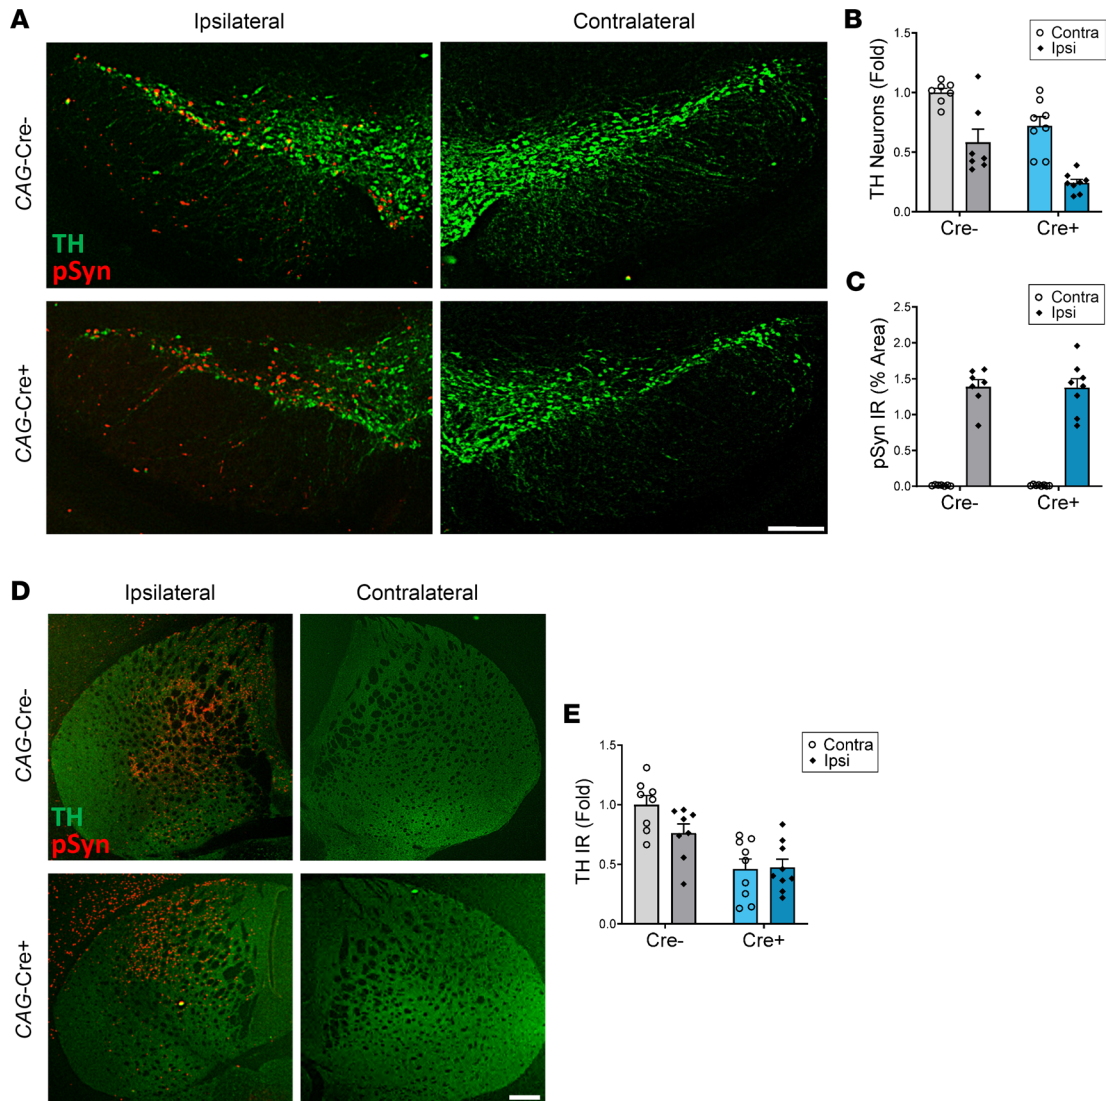 A
Ipsilateral
Contralateral
CAG-Cre-
TH
pSyn
CAG-Cre+
B
TH Neurons (Fold)
1.5
1.0
0.5
0.0
Contra
Ipsi
Cre-
Cre+
C
pSyn IR (% Area)
2.5
2.0
1.5
1.0
0.5
0.0
Contra
Ipsi
Cre-
Cre+
D
Ipsilateral
Contralateral
CAG-Cre-
TH
pSyn
CAG-Cre+
E
TH IR (Fold)
1.5
1.0
0.5
0.0
Contra
Ipsi
Cre-
Cre+